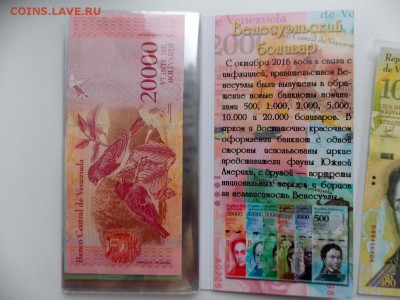 COINS.LAVE.RU
20000
VEINTE MIL
BOLÍVARES
Banco Central de Venezuela
Венесуэльский
боливар
С октября 2016 года в связи с
инфляцией, правительством Ве-
несуэлы были выпущены в обра-
щение новые банкноты номина-
лами 500, 1.000, 2.000, 5.000,
10.000 и 20.000 боливаров. В
ярком и достаточно красочном
оформлении банкнот с одной
стороны использованы яркие
представители фауны Южной
Америки, с другой — портреты
национальных героев и борцов
за независимость Венесуэлы.
500